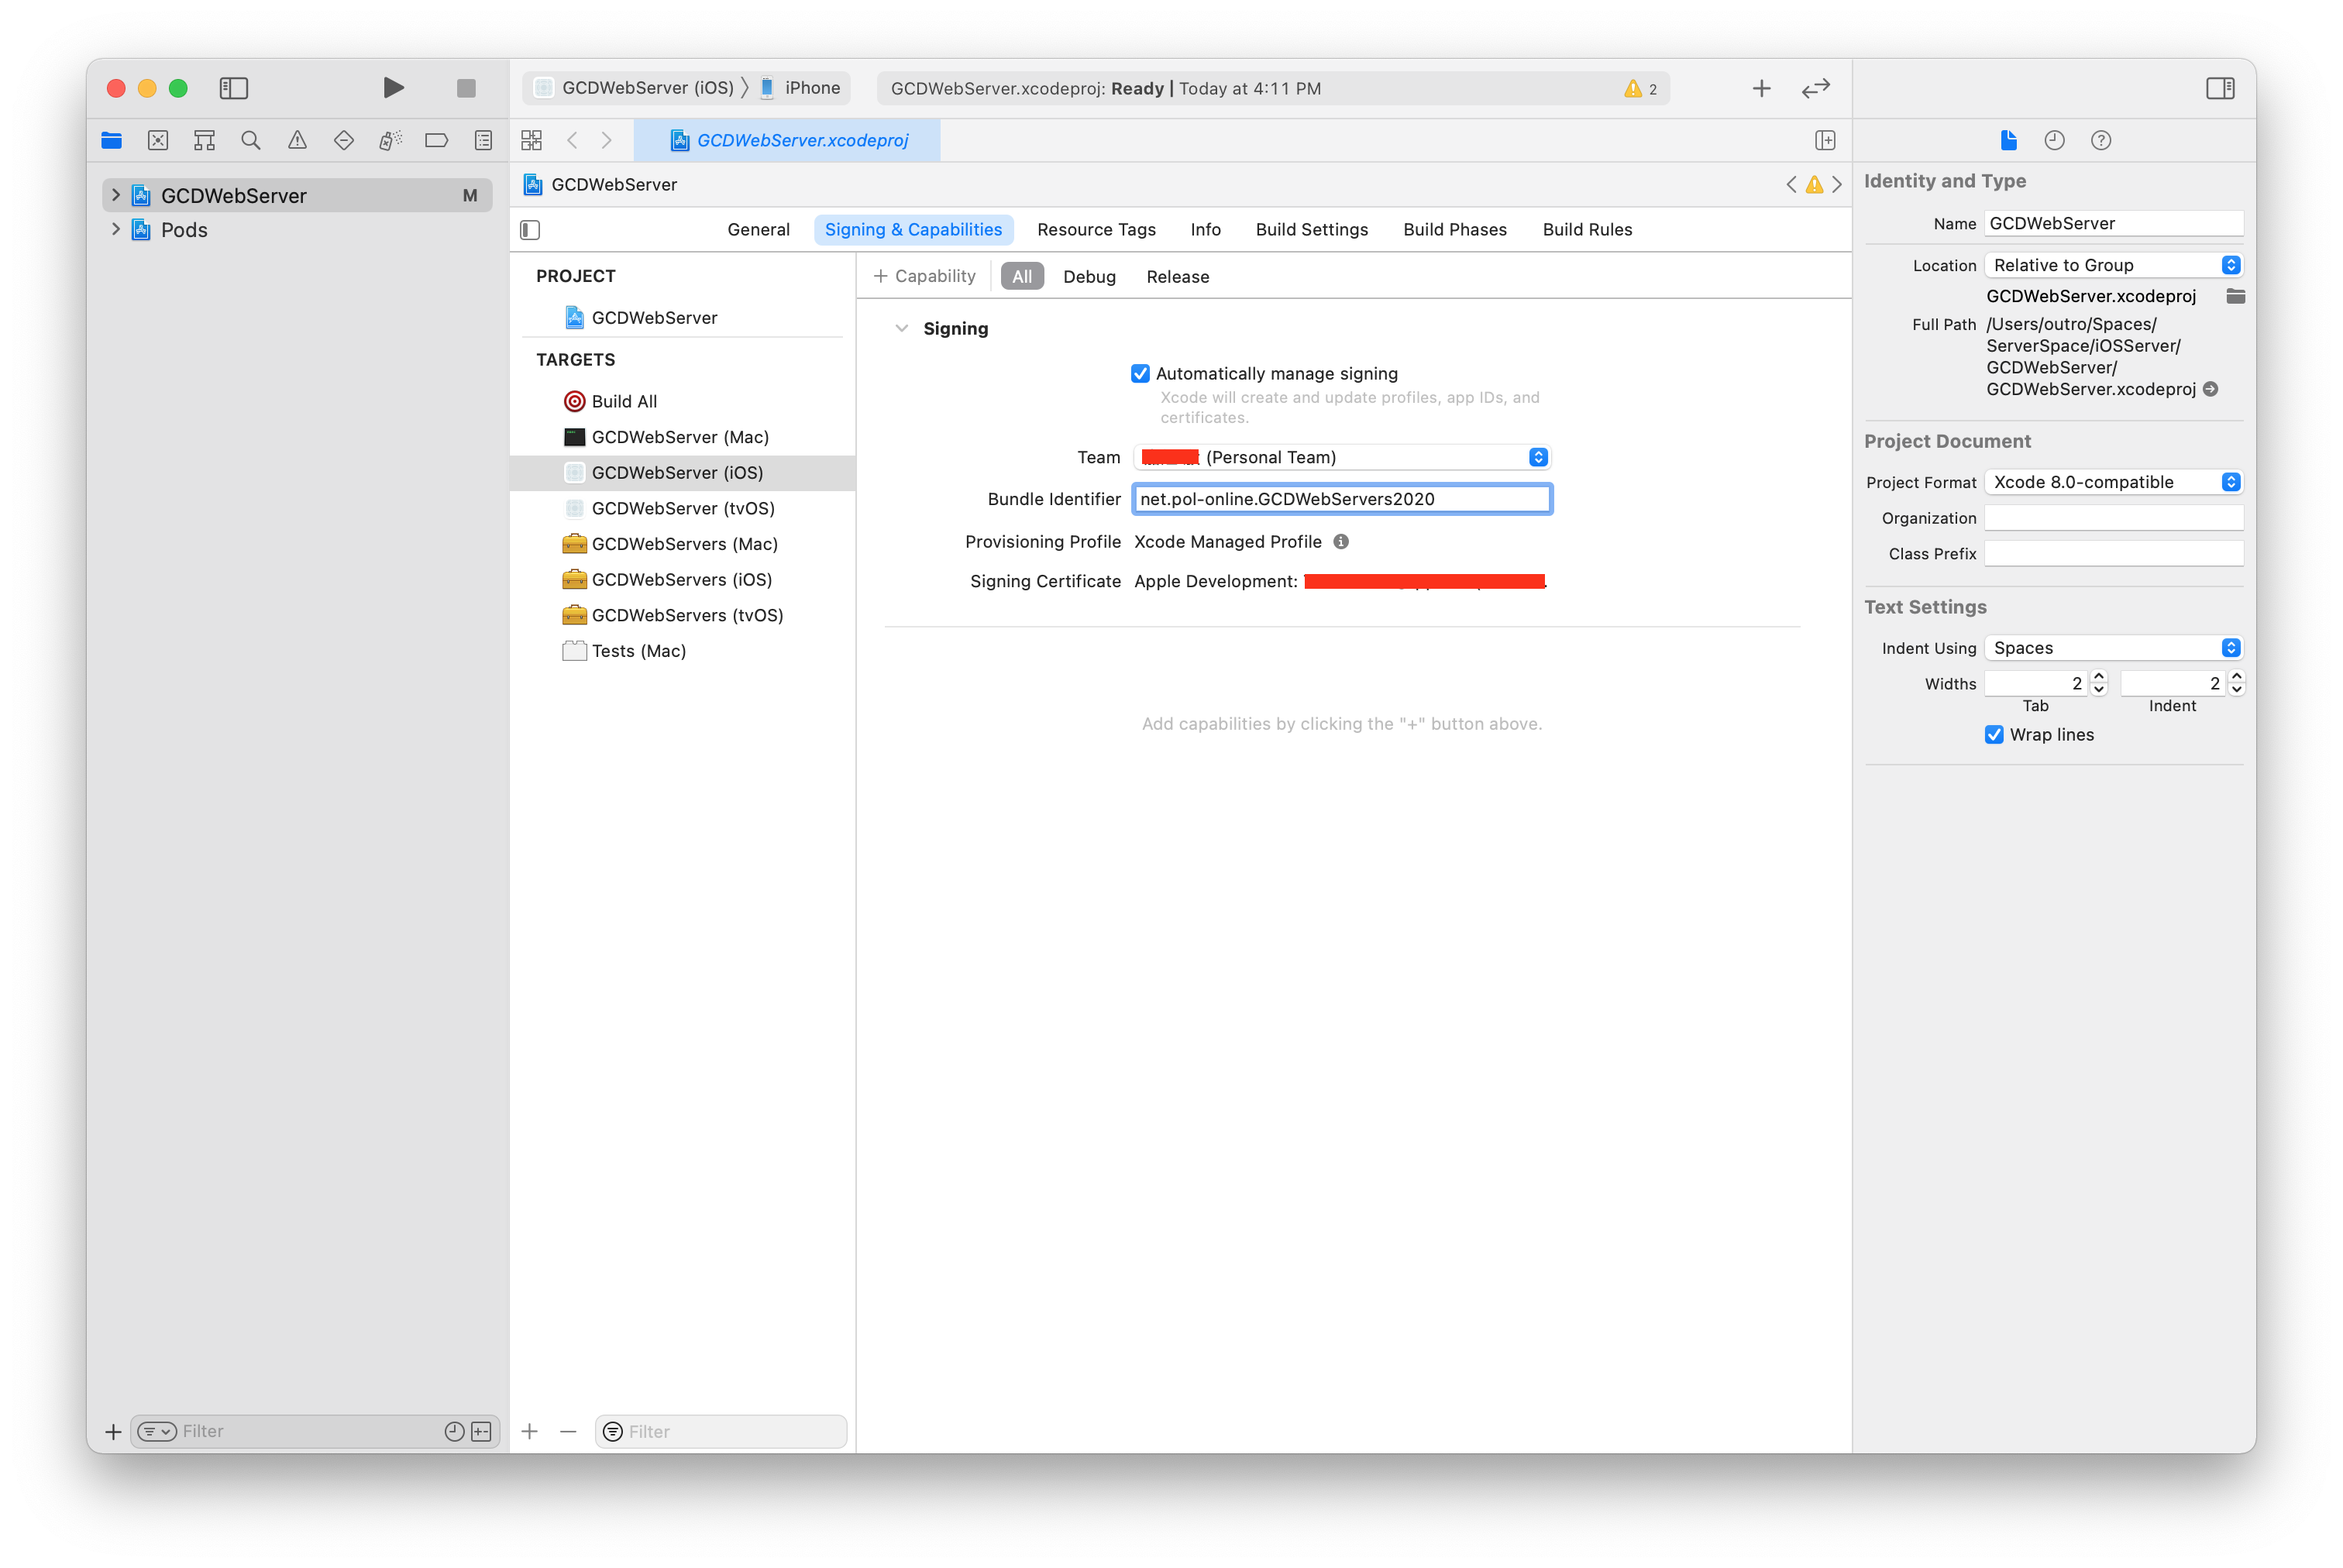 GCDWebServer (iOS) 〉 iPhone
GCDWebServer.xcodeproj: Ready | Today at 4:11 PM
2
GCDWebServer.xcodeproj
GCDWebServer M
Pods
GCDWebServer
General
Signing & Capabilities
Resource Tags
Info
Build Settings
Build Phases
Build Rules
PROJECT
GCDWebServer
TARGETS
Build All
GCDWebServer (Mac)
GCDWebServer (iOS)
GCDWebServer (tvOS)
GCDWebServers (Mac)
GCDWebServers (iOS)
GCDWebServers (tvOS)
Tests (Mac)
+ Capability
All
Debug
Release
Signing
Automatically manage signing
Xcode will create and update profiles, app IDs, and
certificates.
Team (Personal Team)
Bundle Identifier net.pol-online.GCDWebServers2020
Provisioning Profile Xcode Managed Profile
Signing Certificate Apple Development:
Add capabilities by clicking the "+" button above.
Identity and Type
Name GCDWebServer
Location Relative to Group
GCDWebServer.xcodeproj
Full Path /Users/outro/Spaces/
ServerSpace/iOSServer/
GCDWebServer/
GCDWebServer.xcodeproj
Project Document
Project Format Xcode 8.0-compatible
Organization
Class Prefix
Text Settings
Indent Using Spaces
Widths 2 2
Tab Indent
Wrap lines
Filter
Filter